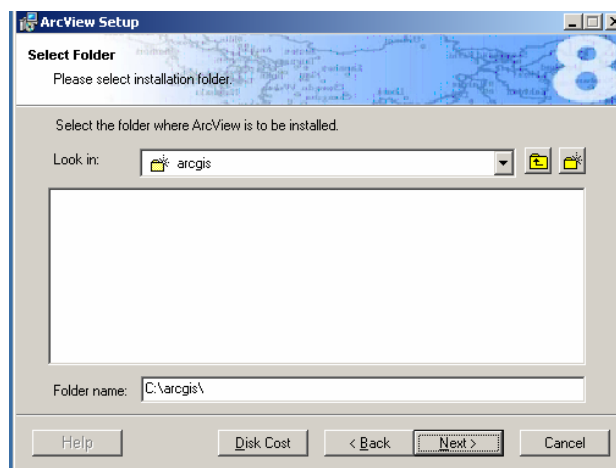 ArcView Setup
Select Folder
Please select installation folder.
8
Select the folder where ArcView is to be installed.
Look in:
arcgis
Folder name:
C:\arcgis\
Help
Disk Cost
< Back
Next >
Cancel